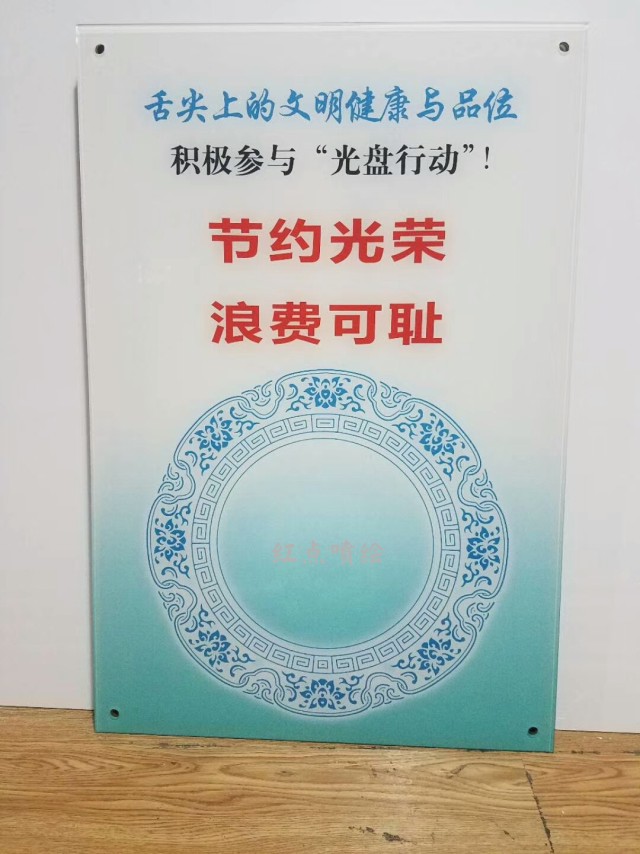 舌尖上的文明健康与品位
积极参与“光盘行动”！
节约光荣
浪费可耻